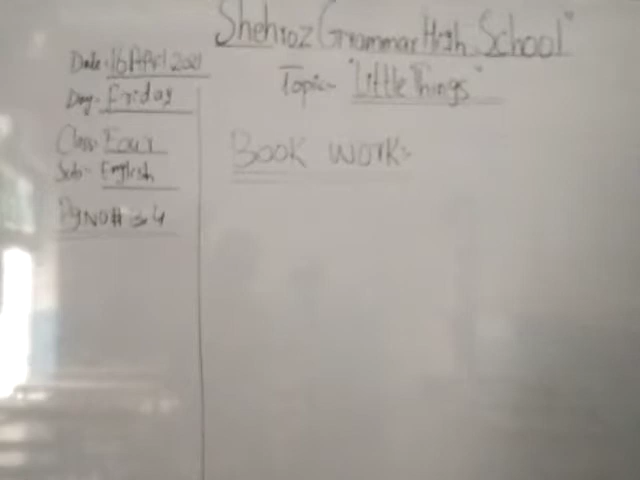 Shehroz Grammar High School"
Topic- "Little Things"
Date- 16 April 2021
Day- Friday
Class- Four
Sub- English
Pg NO#
Book work:-